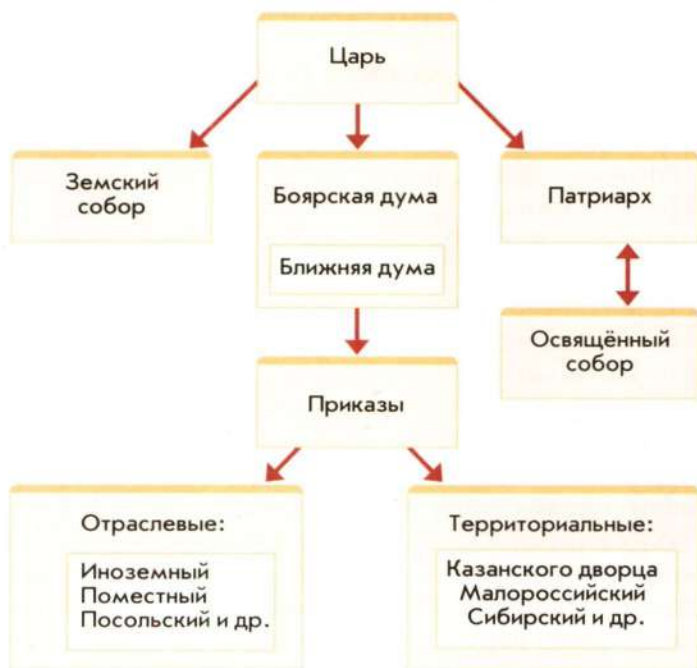 Царь
Земский
собор
Боярская дума
Ближняя дума
Патриарх
Освящённый
собор
Приказы
Отраслевые:
Иноземный
Поместный
Посольский и др.
Территориальные:
Казанского дворца
Малороссийский
Сибирский и др.